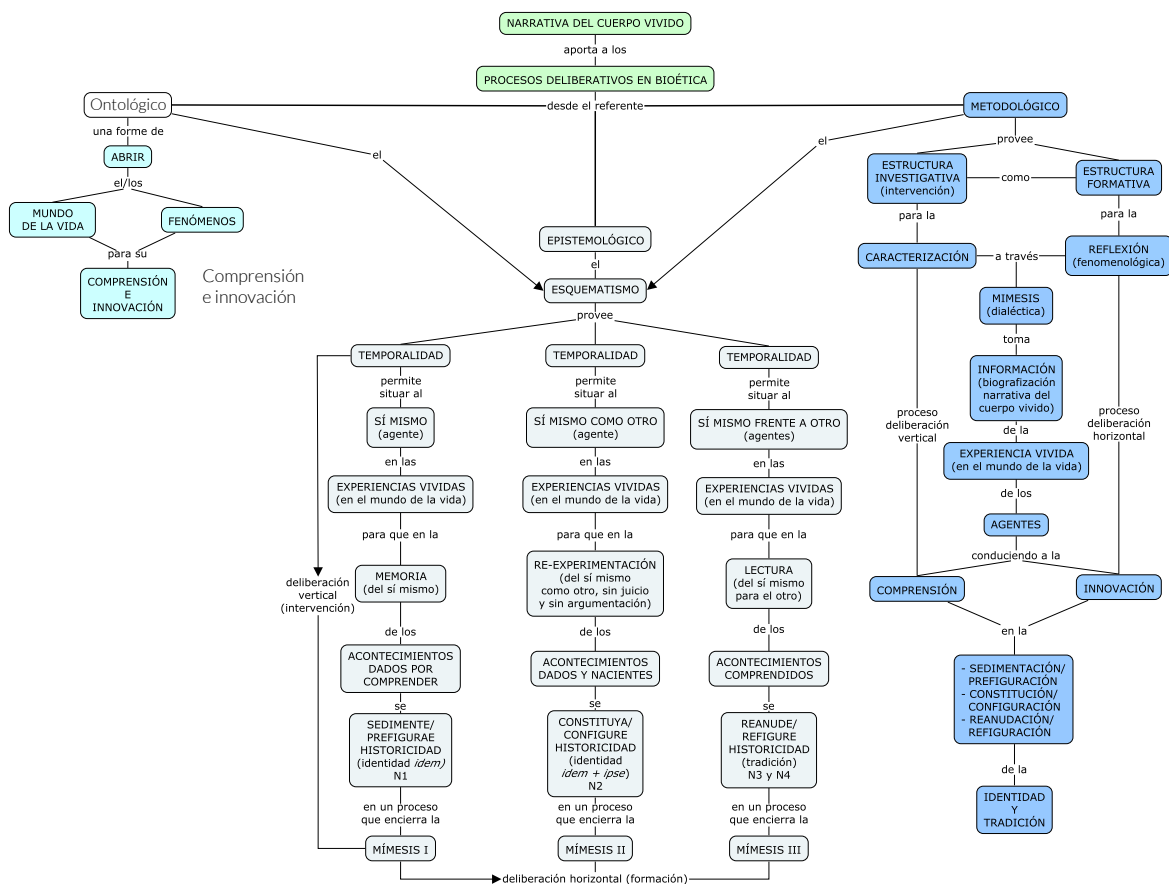 NARRATIVA DEL CUERPO VIVIDO
aporta a los
PROCESOS DELIBERATIVOS EN BIOÉTICA
desde el referente
Ontológico
una forme de
ABRIR
el/los
MUNDO
DE LA VIDA
FENÓMENOS
para su
COMPRENSIÓN
E
INNOVACIÓN
Comprensión
e innovación
el
el
EPISTEMOLÓGICO
el
ESQUEMATISMO
provee
TEMPORALIDAD
permite
situar al
SÍ MISMO
(agente)
en las
EXPERIENCIAS VIVIDAS
(en el mundo de la vida)
para que en la
MEMORIA
(del sí mismo)
de los
ACONTECIMIENTOS
DADOS POR
COMPRENDER
se
SEDIMENTE/
PREFIGURAE
HISTORICIDAD
(identidad idem)
N1
en un proceso
que encierra la
MÍMESIS I
deliberación
vertical
(intervención)
TEMPORALIDAD
permite
situar al
SÍ MISMO COMO OTRO
(agente)
en las
EXPERIENCIAS VIVIDAS
(en el mundo de la vida)
para que en la
RE-EXPERIMENTACIÓN
(del sí mismo
como otro, sin juicio
y sin argumentación)
de los
ACONTECIMIENTOS
DADOS Y NACIENTES
se
CONSTITUYA/
CONFIGURE
HISTORICIDAD
(identidad
idem + ipse)
N2
en un proceso
que encierra la
MÍMESIS II
TEMPORALIDAD
permite
situar al
SÍ MISMO FRENTE A OTRO
(agentes)
en las
EXPERIENCIAS VIVIDAS
(en el mundo de la vida)
para que en la
LECTURA
(del sí mismo
para el otro)
de los
ACONTECIMIENTOS
COMPRENDIDOS
se
REANUDE/
REFIGURE
HISTORICIDAD
(tradición)
N3 y N4
en un proceso
que encierra la
MÍMESIS III
deliberación horizontal (formación)
METODOLÓGICO
provee
ESTRUCTURA
INVESTIGATIVA
(intervención)
como
ESTRUCTURA
FORMATIVA
para la
para la
CARACTERIZACIÓN
a través
REFLEXIÓN
(fenomenológica)
MIMESIS
(dialéctica)
toma
INFORMACIÓN
(biografización
narrativa del
cuerpo vivido)
proceso
deliberación
vertical
proceso
deliberación
horizontal
de la
EXPERIENCIA VIVIDA
(en el mundo de la vida)
de los
AGENTES
conduciendo a la
COMPRENSIÓN
INNOVACIÓN
en la
- SEDIMENTACIÓN/
PREFIGURACIÓN
- CONSTITUCIÓN/
CONFIGURACIÓN
- REANUDACIÓN/
REFIGURACIÓN
de la
IDENTIDAD
Y
TRADICIÓN